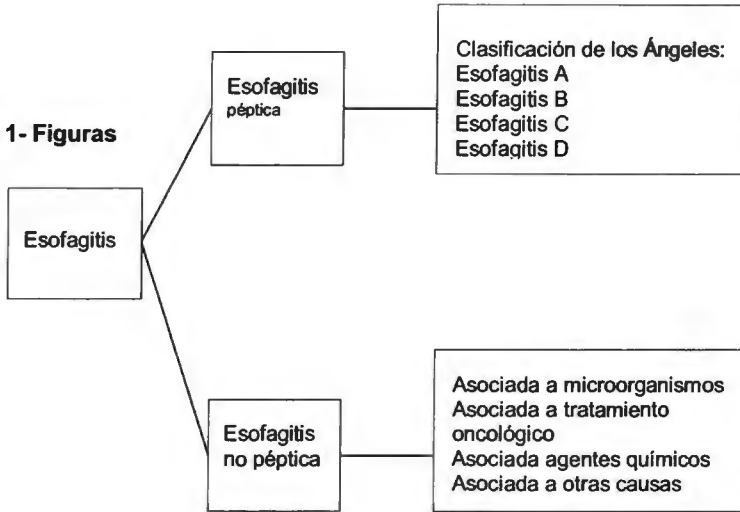 1- Figuras
Esofagitis
Esofagitis
péptica
Clasificación de los Ángeles:
Esofagitis A
Esofagitis B
Esofagitis C
Esofagitis D
Esofagitis
no péptica
Asociada a microorganismos
Asociada a tratamiento
oncológico
Asociada agentes químicos
Asociada a otras causas